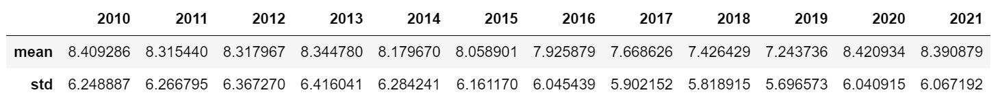 2010 2011 2012 2013 2014 2015 2016 2017 2018 2019 2020 2021
mean 8.409286 8.315440 8.317967 8.344780 8.179670 8.058901 7.925879 7.668626 7.426429 7.243736 8.420934 8.390879
std 6.248887 6.266795 6.367270 6.416041 6.284241 6.161170 6.045439 5.902152 5.818915 5.696573 6.040915 6.067192